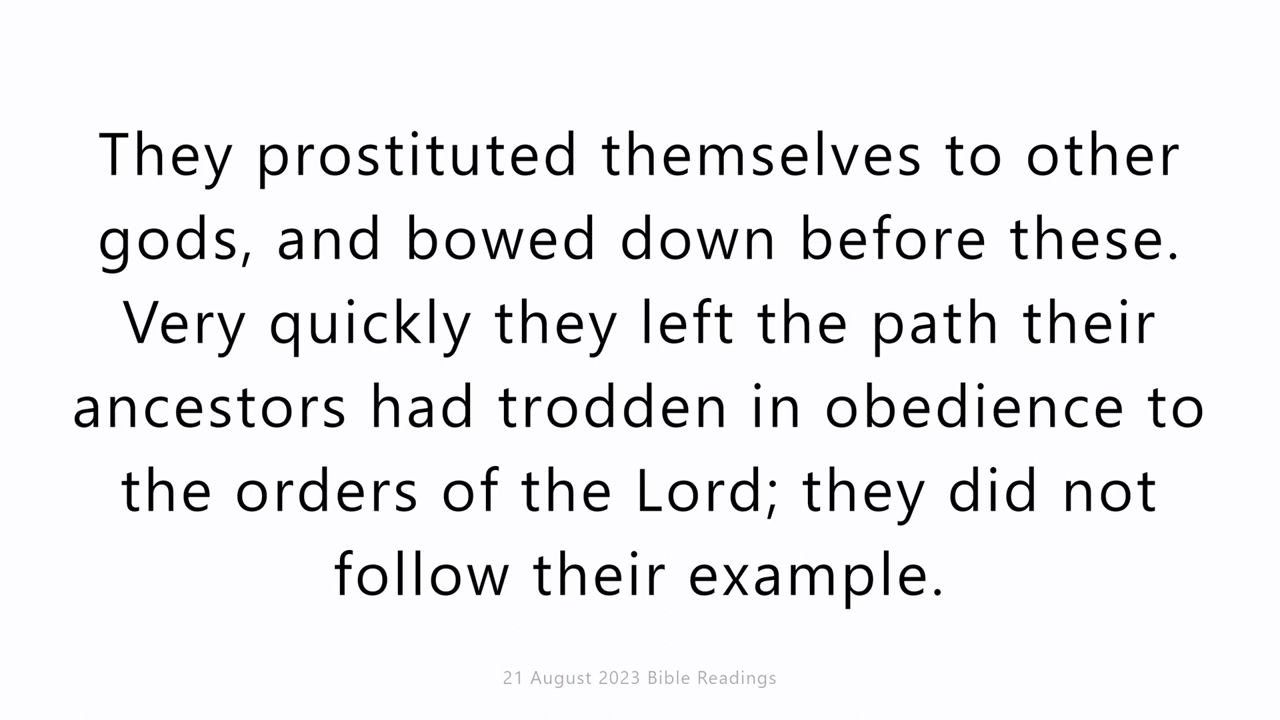 They prostituted themselves to other
gods, and bowed down before these.
Very quickly they left the path their
ancestors had trodden in obedience to
the orders of the Lord; they did not
follow their example.
21 August 2023 Bible Readings